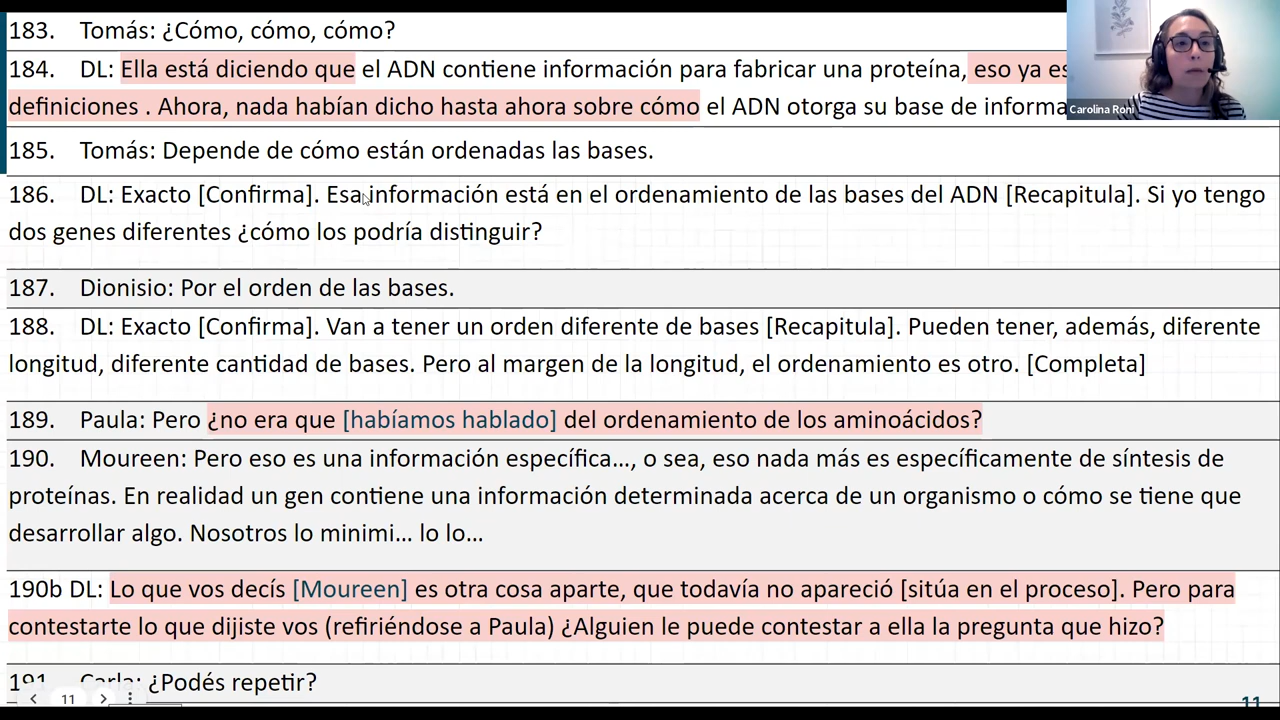 183. Tomás: ¿Cómo, cómo, cómo?
184. DL: Ella está diciendo que el ADN contiene información para fabricar una proteína, eso ya es
definiciones . Ahora, nada habían dicho hasta ahora sobre cómo el ADN otorga su base de
Carolina Roni
185. Tomás: Depende de cómo están ordenadas las bases.
186. DL: Exacto [Confirma]. Esa información está en el ordenamiento de las bases del ADN [Recapitula]. Si yo tengo
dos genes diferentes ¿cómo los podría distinguir?
187. Dionisio: Por el orden de las bases.
188. DL: Exacto [Confirma]. Van a tener un orden diferente de bases [Recapitula]. Pueden tener, además, diferente
longitud, diferente cantidad de bases. Pero al margen de la longitud, el ordenamiento es otro. [Completa]
189. Paula: Pero ¿no era que [habíamos hablado] del ordenamiento de los aminoácidos?
190. Moureen: Pero eso es una información específica…, o sea, eso nada más es específicamente de síntesis de
proteínas. En realidad un gen contiene una información determinada acerca de un organismo o cómo se tiene que
desarrollar algo. Nosotros lo minimi… lo lo…
190b DL: Lo que vos decís [Moureen] es otra cosa aparte, que todavía no apareció [sitúa en el proceso]. Pero para
contestarte lo que dijiste vos (refiriéndose a Paula) ¿Alguien le puede contestar a ella la pregunta que hizo?
191. Carla: ¿Podés repetir?
11
11